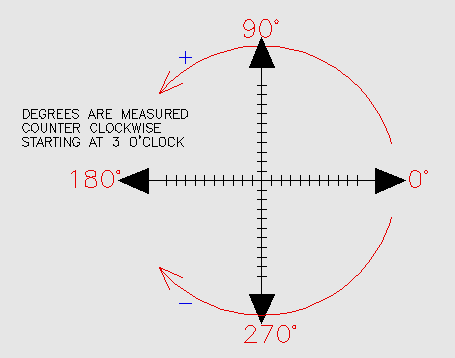 90°
+
DEGREES ARE MEASURED
COUNTER CLOCKWISE
STARTING AT 3 O'CLOCK
180°
0°
−
270°